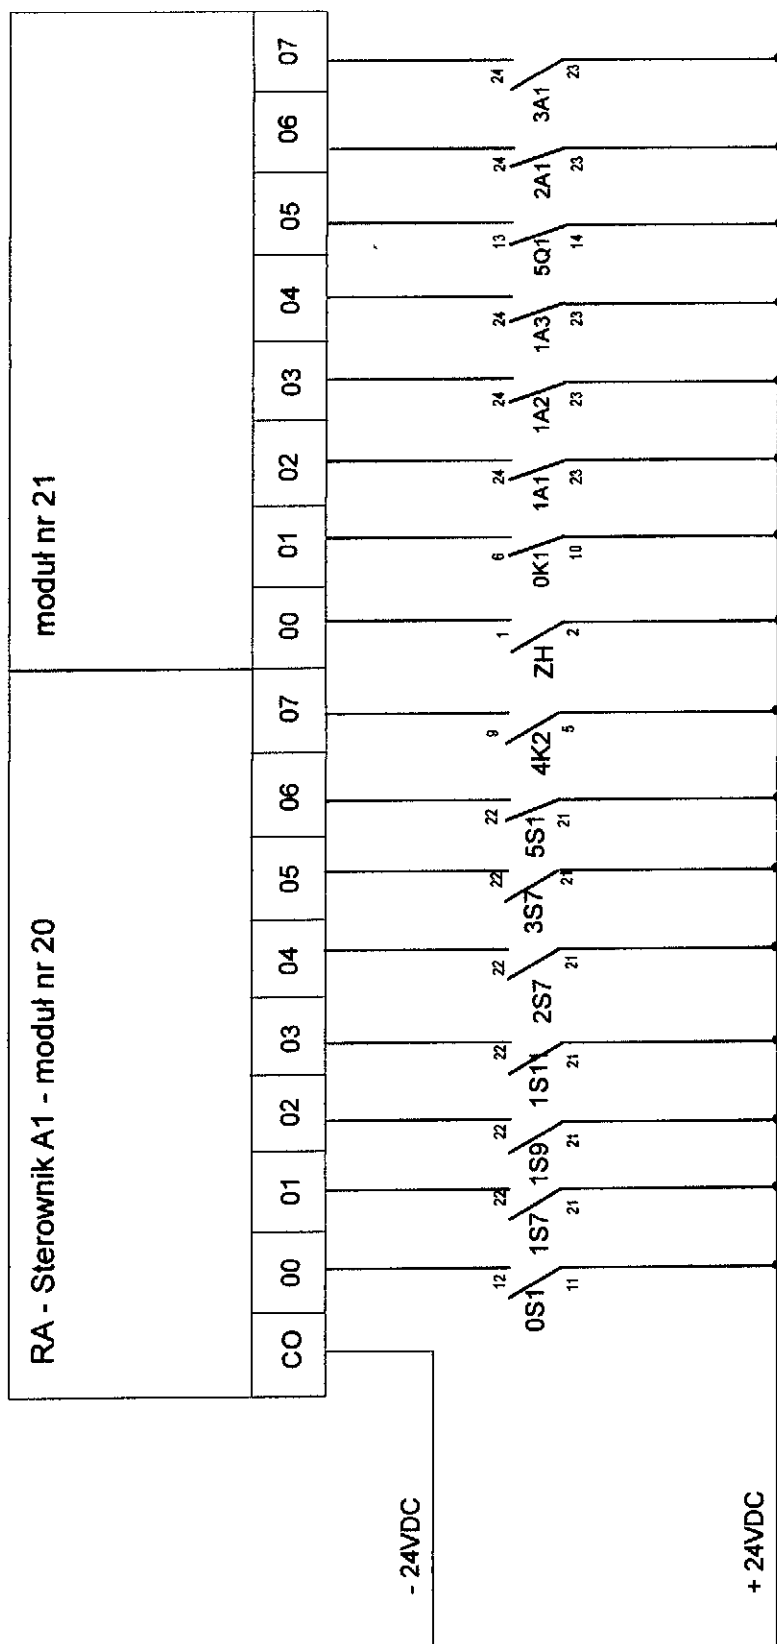 RA - Sterownik A1 - moduł nr 20
moduł nr 21
CO 00 01 02 03 04 05 06 07 00 01 02 03 04 05 06 07
12 22 22 22 22 22 22 9 1 6 24 24 24 13 24 24
0S1 1S7 1S9 1S11 2S7 3S7 5S1 4K2 ZH 0K1 1A1 1A2 1A3 5Q1 2A1 3A1
11 21 21 21 21 21 21 5 2 10 23 23 23 14 23 23
- 24VDC
+ 24VDC